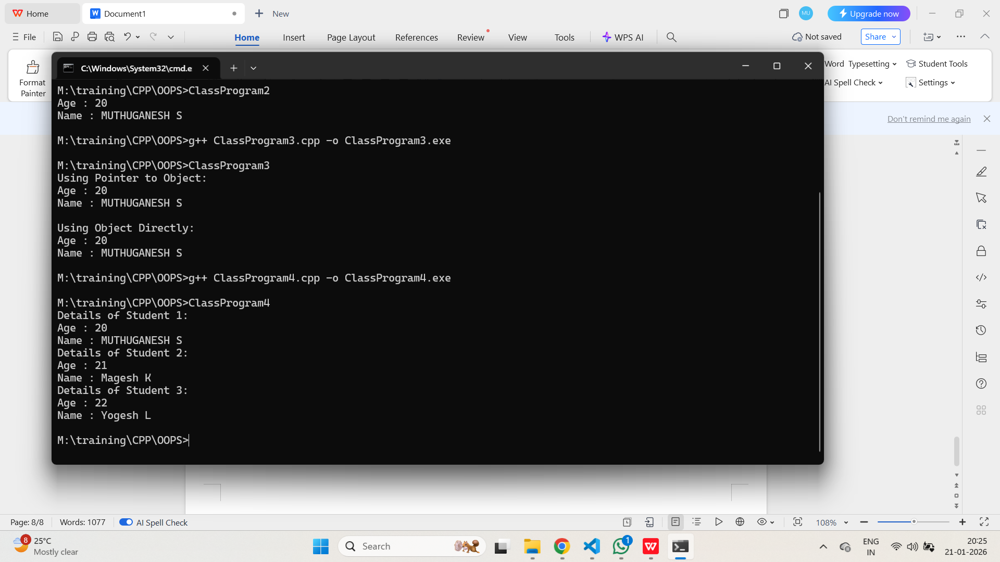 Home
Document1
New
MU
Upgrade now
File
Home
Insert
Page Layout
References
Review
View
Tools
WPS AI
Not saved
Share
Format
Painter
C:\Windows\System32\cmd.e
Word Typesetting
Student Tools
AI Spell Check
Settings
Don't remind me again
M:\training\CPP\OOPS>ClassProgram2
Age : 20
Name : MUTHUGANESH S
M:\training\CPP\OOPS>g++ ClassProgram3.cpp -o ClassProgram3.exe
M:\training\CPP\OOPS>ClassProgram3
Using Pointer to Object:
Age : 20
Name : MUTHUGANESH S
Using Object Directly:
Age : 20
Name : MUTHUGANESH S
M:\training\CPP\OOPS>g++ ClassProgram4.cpp -o ClassProgram4.exe
M:\training\CPP\OOPS>ClassProgram4
Details of Student 1:
Age : 20
Name : MUTHUGANESH S
Details of Student 2:
Age : 21
Name : Magesh K
Details of Student 3:
Age : 22
Name : Yogesh L
M:\training\CPP\OOPS>
Page: 8/8
Words: 1077
AI Spell Check
108%
8
25°C
Mostly clear
Search
1
ENG
IN
20:25
21-01-2026